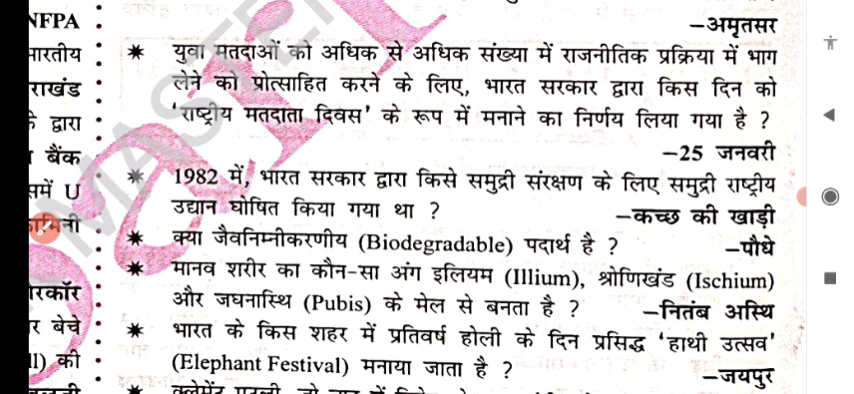 NFPA
भारतीय
राखंड
के द्वारा
बैंक
समें U
बेचे
की
–अमृतसर
* युवा मतदाओं को अधिक से अधिक संख्या में राजनीतिक प्रक्रिया में भाग
लेने को प्रोत्साहित करने के लिए, भारत सरकार द्वारा किस दिन को
'राष्ट्रीय मतदाता दिवस' के रूप में मनाने का निर्णय लिया गया है ?
–25 जनवरी
* 1982 में, भारत सरकार द्वारा किसे समुद्री संरक्षण के लिए समुद्री राष्ट्रीय
उद्यान घोषित किया गया था ? –कच्छ की खाड़ी
* क्या जैवनिम्नीकरणीय (Biodegradable) पदार्थ है ? –पौधे
* मानव शरीर का कौन-सा अंग इलियम (Illium), श्रोणिखंड (Ischium)
और जघनास्थि (Pubis) के मेल से बनता है ? –नितंब अस्थि
* भारत के किस शहर में प्रतिवर्ष होली के दिन प्रसिद्ध 'हाथी उत्सव'
(Elephant Festival) मनाया जाता है ? –जयपुर